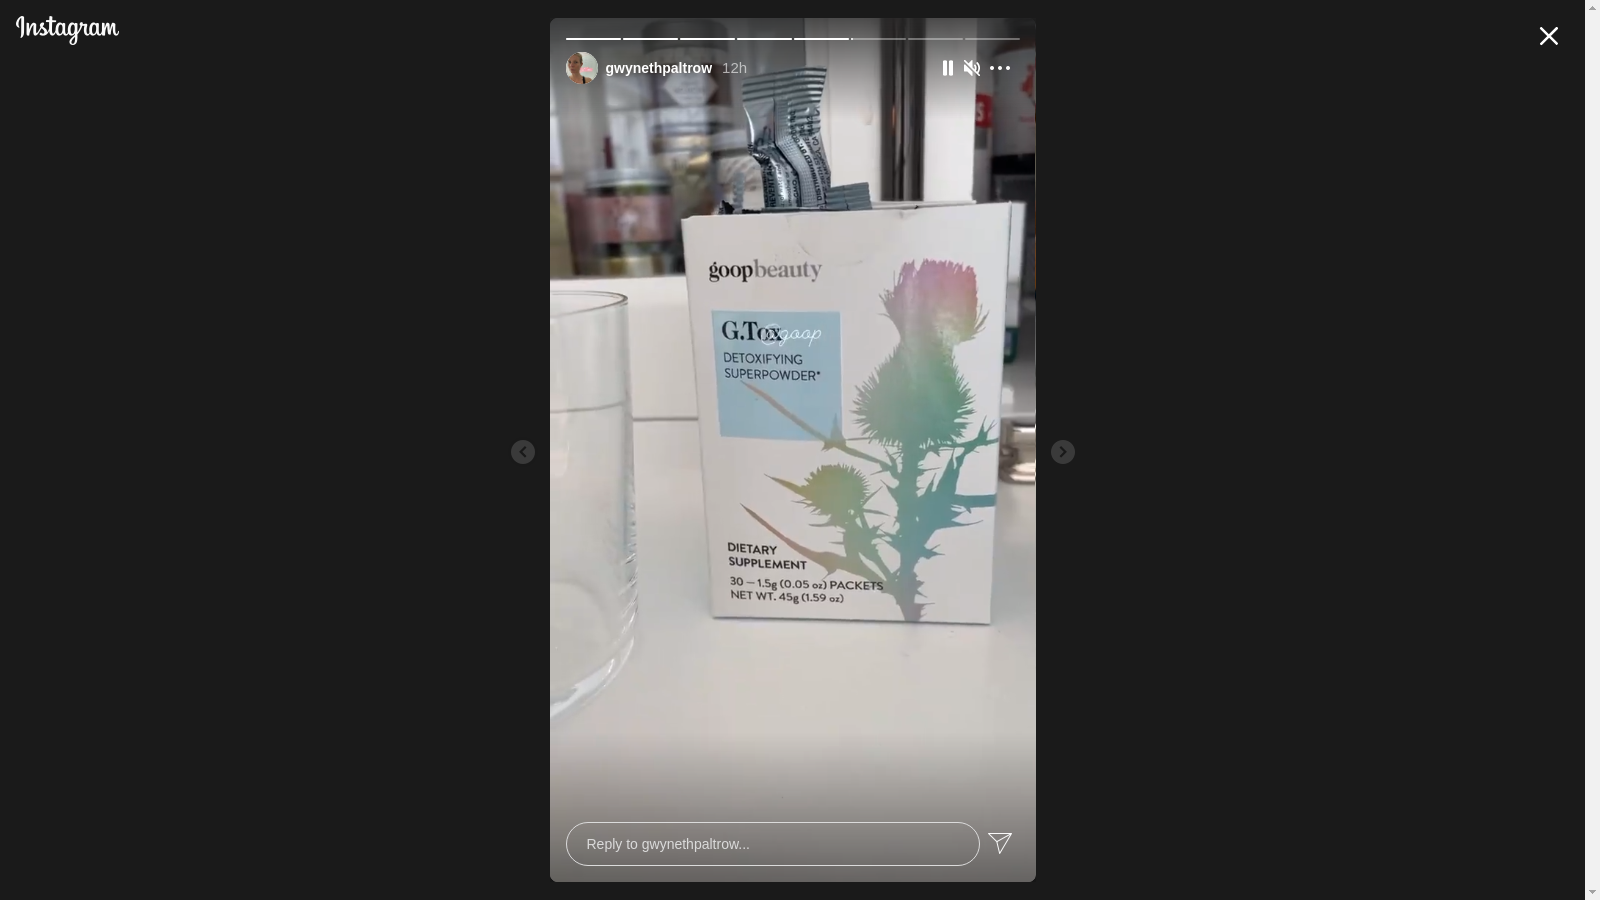 Instagram
gwynethpaltrow 12h
goopbeauty
G.Tox
@goop
DETOXIFYING
SUPERPOWDER*
DIETARY
SUPPLEMENT
30 — 1.5g (0.05 oz) PACKETS
NET WT. 45g (1.59 oz)
Reply to gwynethpaltrow...